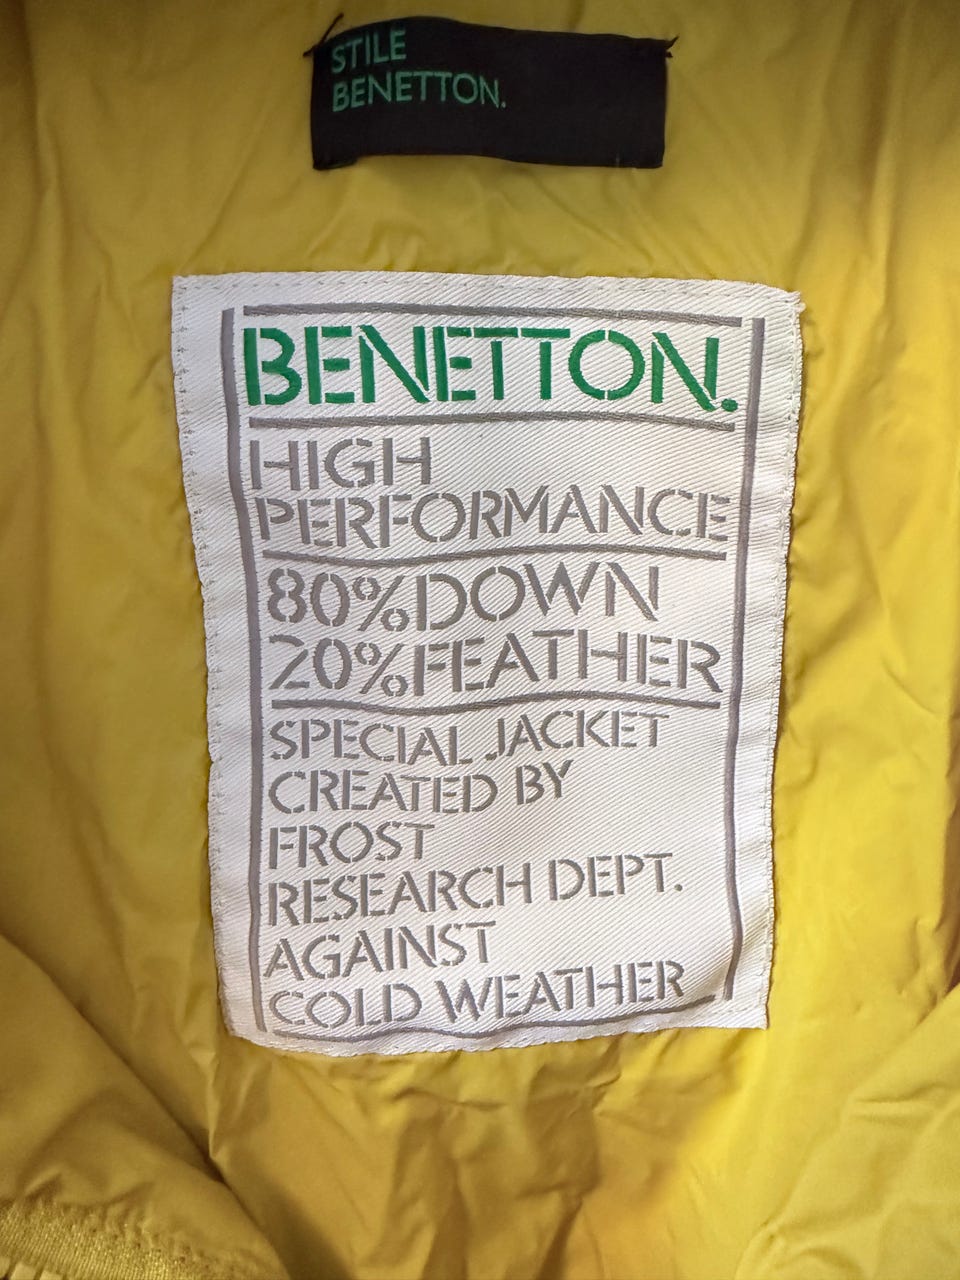 STILE
BENETTON.
BENETTON.
HIGH
PERFORMANCE
80% DOWN
20% FEATHER
SPECIAL JACKET
CREATED BY
FROST
RESEARCH DEPT.
AGAINST
COLD WEATHER